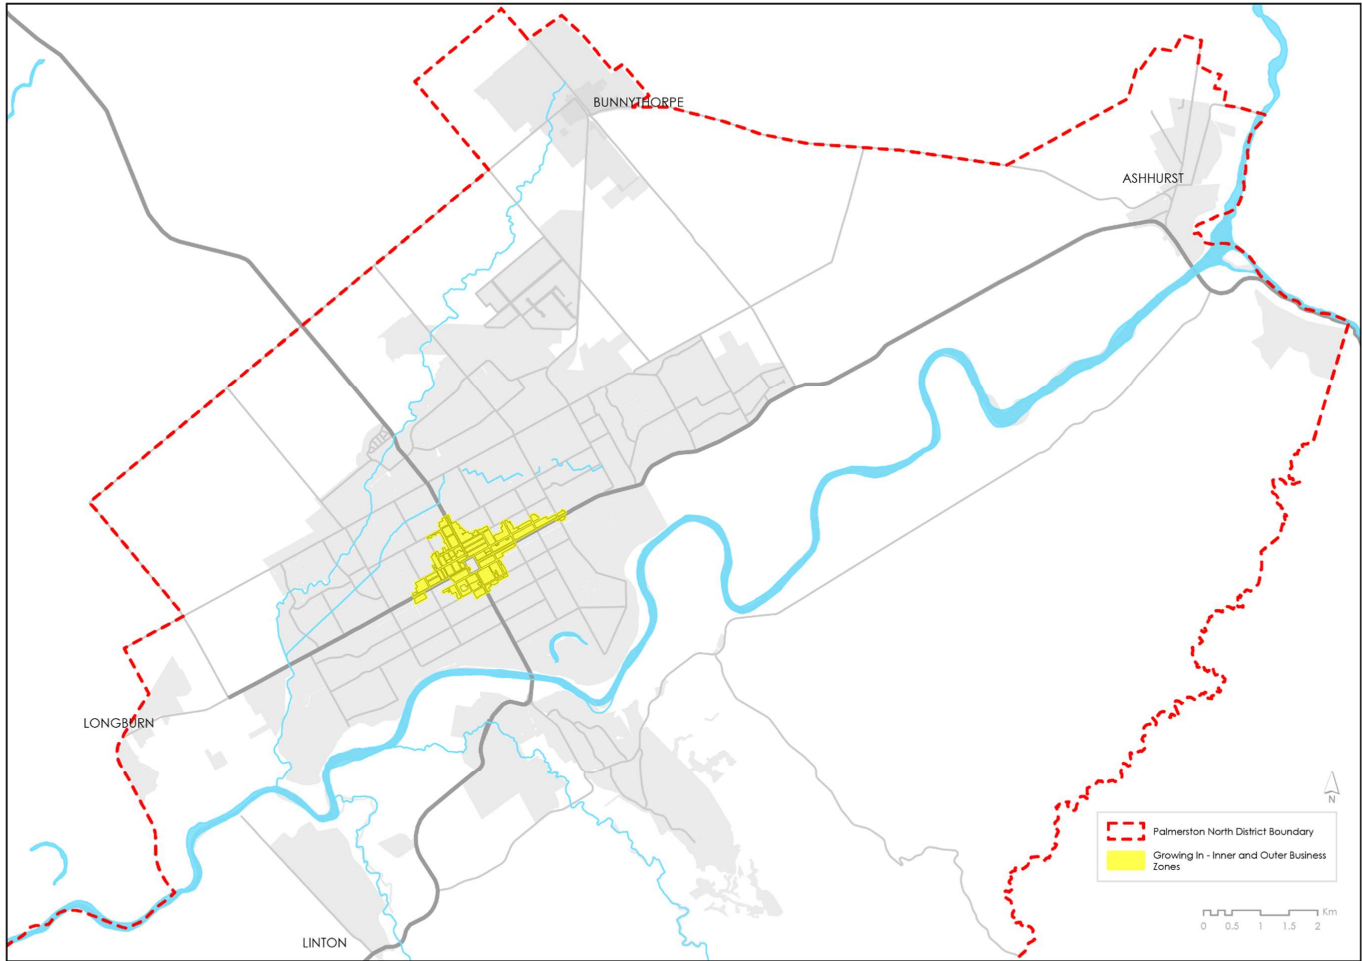 BUNNYTHORPE
ASHHURST
LONGBURN
LINTON
N
Palmerston North District Boundary
Growing In - Inner and Outer Business
Zones
Km
0 0.5 1 1.5 2